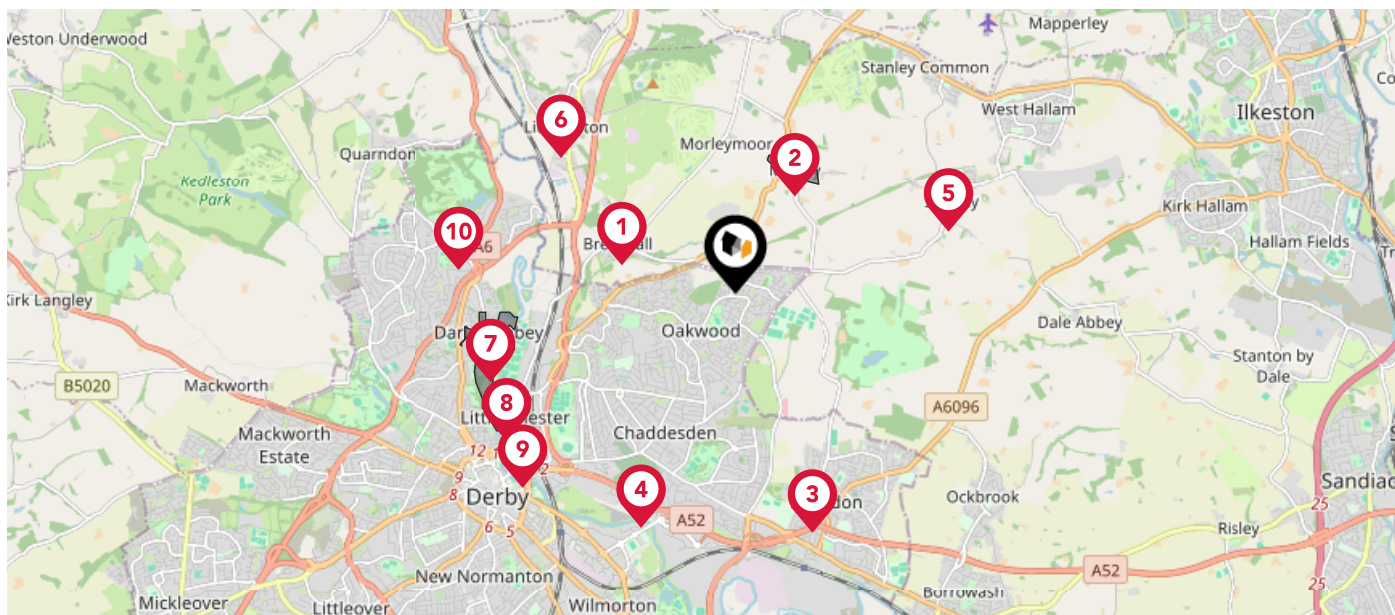 Weston Underwood
Mapperley
Stanley Common
West Hallam
Ilkeston
6
Quarndon
Morleymoor
2
Kedleston
Park
5
Kirk Hallam
10
A6
1
Hallam Fields
Kirk Langley
Oakwood
Dale Abbey
7
Stanton by
Dale
B5020
Mackworth
8
A6096
Mackworth
Estate
Chaddesden
12
9
9
8
Derby
6
5
4
A52
3
Ockbrook
25
Risley
A52
25
New Normanton
Mickleover
Littleover
Wilmorton
Borrowash